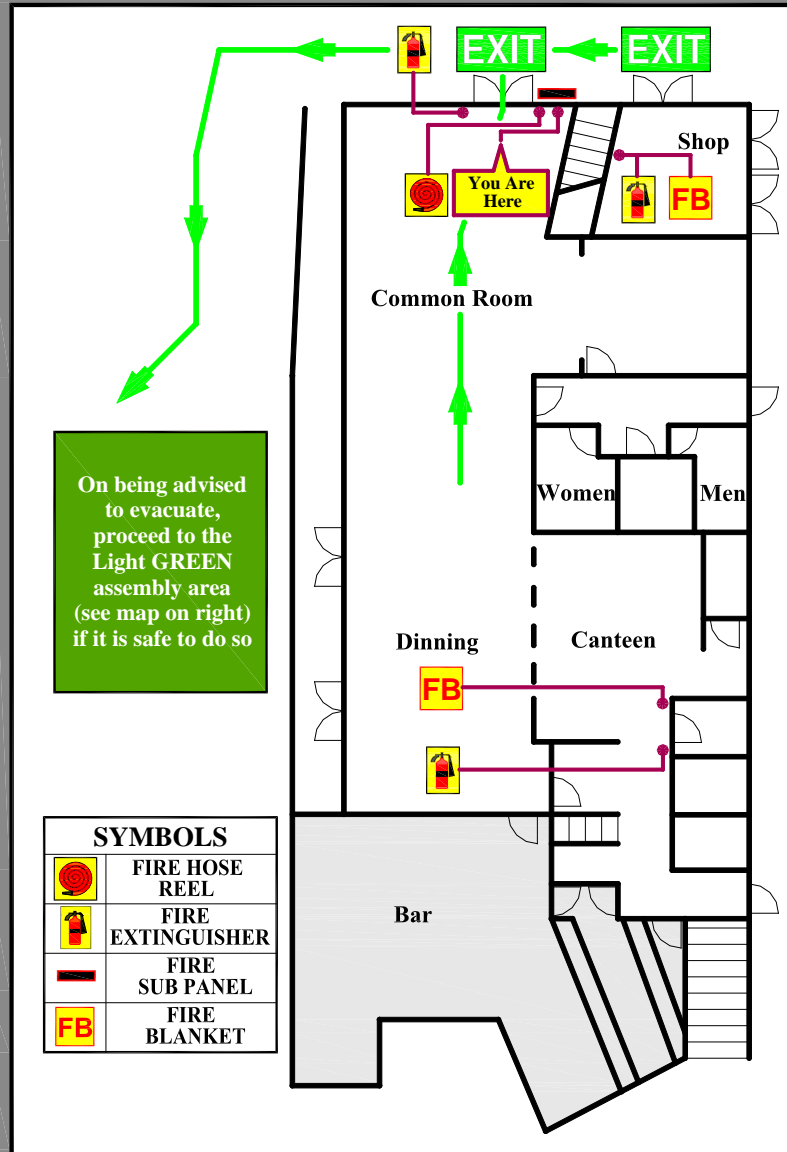 EXIT
EXIT
Shop
You Are
Here
FB
Common Room
Women
Men
On being advised
to evacuate,
proceed to the
Light GREEN
assembly area
(see map on right)
if it is safe to do so
Dinning
Canteen
FB
SYMBOLS
FIRE HOSE
REEL
FIRE
EXTINGUISHER
FIRE
SUB PANEL
FB
FIRE
BLANKET
Bar